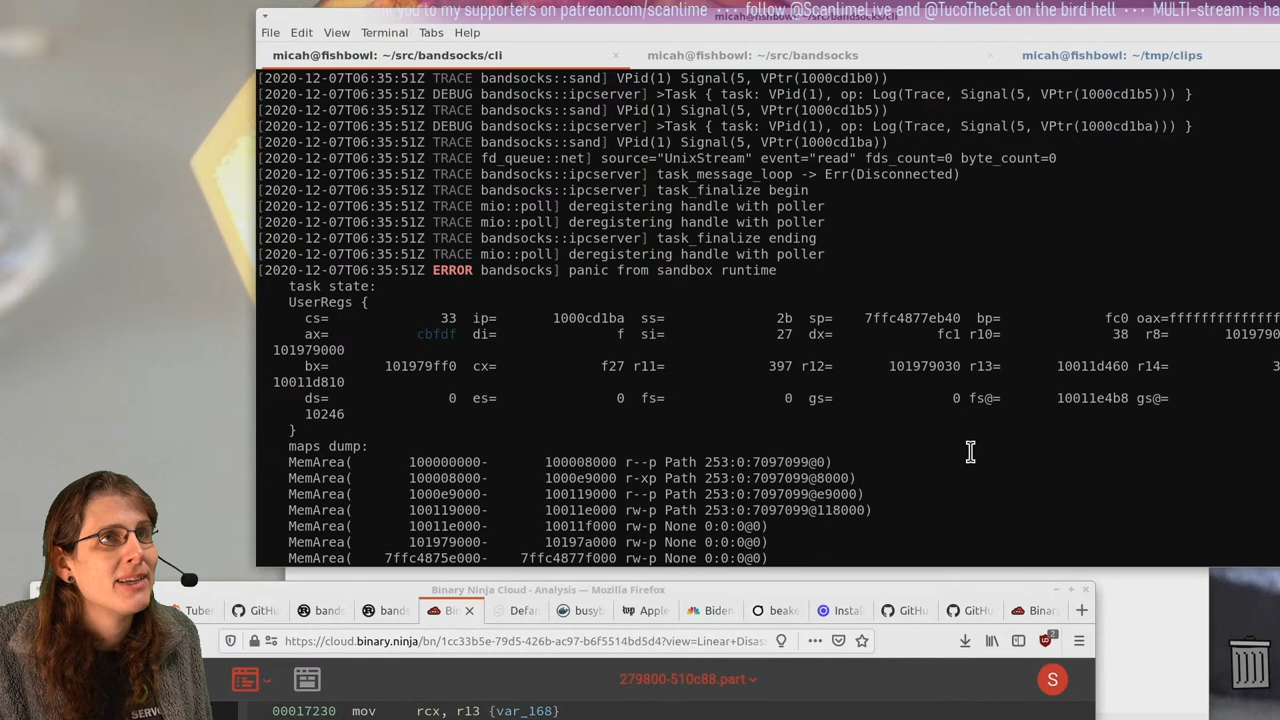 you to my supporters on patreon.com/scanlime ··· follow @ScanlimeLive and @TucoTheCat on the bird hell ··· MULTI-stream is ha
micah@fishbowl: ~/src/bandsocks/cli
File Edit View Terminal Tabs Help
micah@fishbowl: ~/src/bandsocks/cli × micah@fishbowl: ~/src/bandsocks × micah@fishbowl: ~/tmp/clips
[2020-12-07T06:35:51Z TRACE bandsocks::sand] VPid(1) Signal(5, VPtr(1000cd1b0))
[2020-12-07T06:35:51Z DEBUG bandsocks::ipcserver] >Task { task: VPid(1), op: Log(Trace, Signal(5, VPtr(1000cd1b5))) }
[2020-12-07T06:35:51Z TRACE bandsocks::sand] VPid(1) Signal(5, VPtr(1000cd1b5))
[2020-12-07T06:35:51Z DEBUG bandsocks::ipcserver] >Task { task: VPid(1), op: Log(Trace, Signal(5, VPtr(1000cd1ba))) }
[2020-12-07T06:35:51Z TRACE bandsocks::sand] VPid(1) Signal(5, VPtr(1000cd1ba))
[2020-12-07T06:35:51Z TRACE fd_queue::net] source="UnixStream" event="read" fds_count=0 byte_count=0
[2020-12-07T06:35:51Z TRACE bandsocks::ipcserver] task_message_loop -> Err(Disconnected)
[2020-12-07T06:35:51Z TRACE bandsocks::ipcserver] task_finalize begin
[2020-12-07T06:35:51Z TRACE mio::poll] deregistering handle with poller
[2020-12-07T06:35:51Z TRACE mio::poll] deregistering handle with poller
[2020-12-07T06:35:51Z TRACE bandsocks::ipcserver] task_finalize ending
[2020-12-07T06:35:51Z TRACE mio::poll] deregistering handle with poller
[2020-12-07T06:35:51Z ERROR bandsocks] panic from sandbox runtime
task state:
UserRegs {
cs= 33 ip= 1000cd1ba ss= 2b sp= 7ffc4877eb40 bp= fc0 oax=fffffffffffff
ax= cbfdf di= f si= 27 dx= fc1 r10= 38 r8= 1019790
101979000
bx= 101979ff0 cx= f27 r11= 397 r12= 101979030 r13= 10011d460 r14= 3
10011d810
ds= 0 es= 0 fs= 0 gs= 0 fs@= 10011e4b8 gs@=
10246
}
maps dump:
MemArea( 100000000- 100008000 r--p Path 253:0:7097099@0)
MemArea( 100008000- 1000e9000 r-xp Path 253:0:7097099@8000)
MemArea( 1000e9000- 100119000 r--p Path 253:0:7097099@e9000)
MemArea( 100119000- 10011e000 rw-p Path 253:0:7097099@118000)
MemArea( 10011e000- 10011f000 rw-p None 0:0:0@0)
MemArea( 101979000- 10197a000 rw-p None 0:0:0@0)
MemArea( 7ffc4875e000- 7ffc4877f000 rw-p None 0:0:0@0)
Binary Ninja Cloud - Analysis — Mozilla Firefox
Tuber GitHu bands bands Bi × Defan busyb Apple Biden beake Instal GitHu GitHu Binary +
https://cloud.binary.ninja/bn/1cc33b5e-79d5-426b-ac97-b6f5514bd5d4?view=Linear+Disas ··· 2
279800-510c88.part S
00017230 mov rcx, r13 {var_168}
SERVO